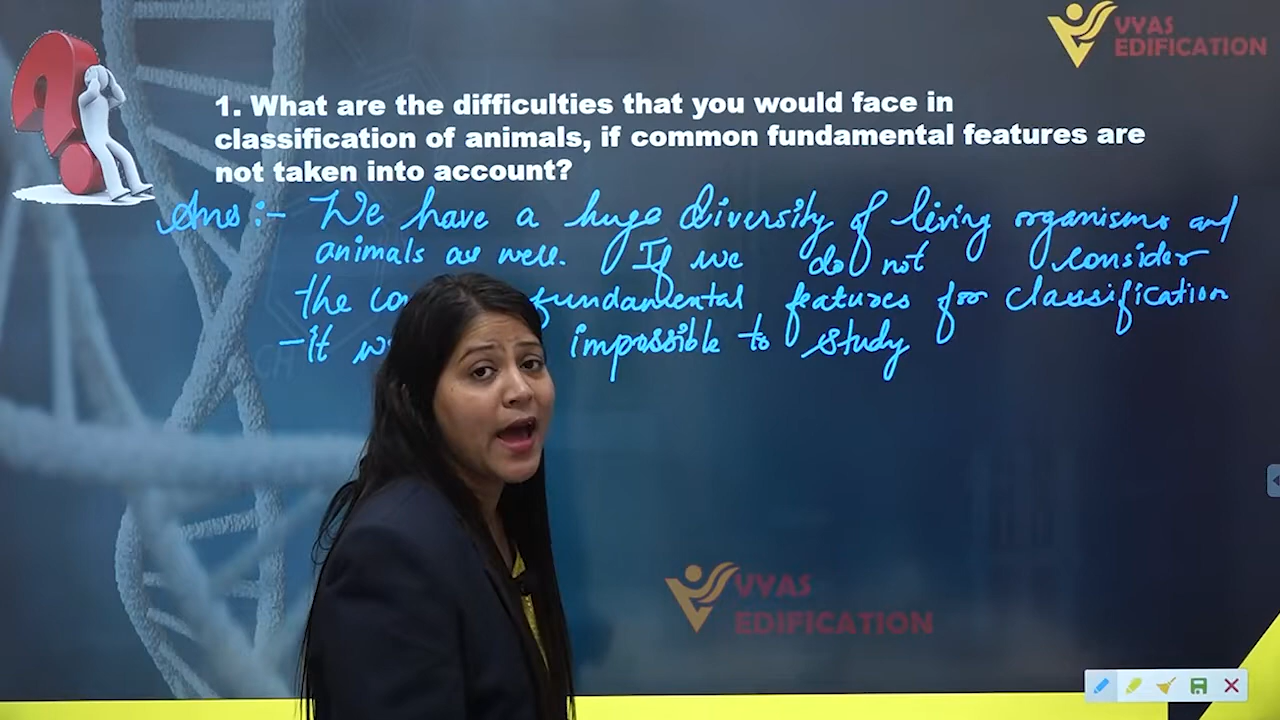 VYAS
EDIFICATION
1. What are the difficulties that you would face in
classification of animals, if common fundamental features are
not taken into account?
Ans :- We have a huge diversity of living organisms and
animals as well. If we do not consider
the fundamental features for classification
- it impossible to study
VYAS
EDIFICATION